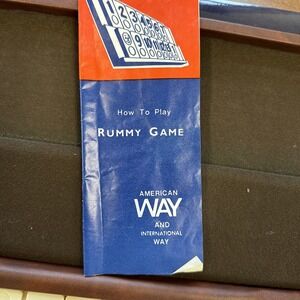 How To Play
RUMMY GAME
AMERICAN
WAY
AND
INTERNATIONAL
WAY